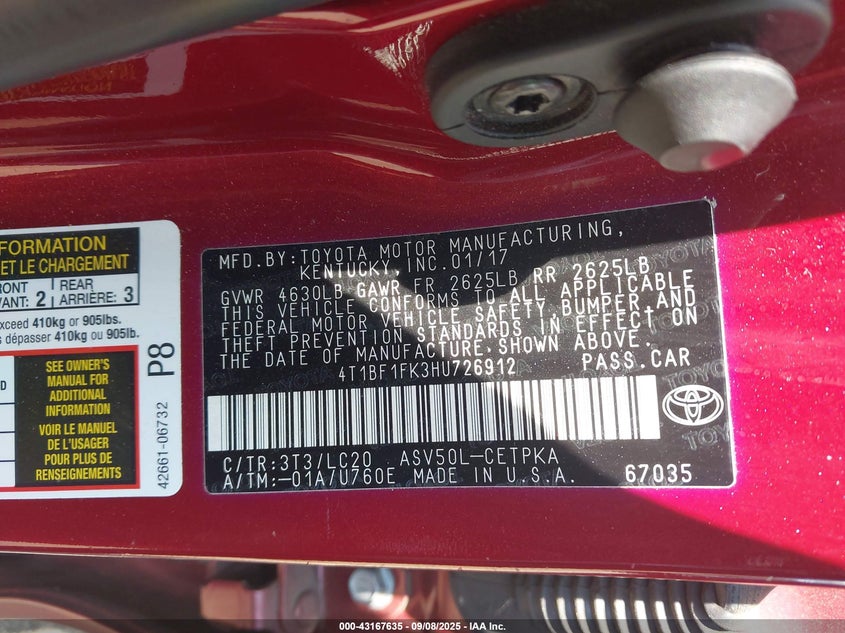 NFORMATION
ET LE CHARGEMENT
FRONT
VANT: 2
REAR
ARRIÈRE: 3
xceed 410kg or 905lbs.
s dépasser 410kg ou 905lb.
SEE OWNER'S
MANUAL FOR
ADDITIONAL
INFORMATION
VOIR LE MANUEL
DE L'USAGER
POUR PLUS DE
RENSEIGNEMENTS
P8
42661-06732
MFD.BY:TOYOTA MOTOR MANUFACTURING,
KENTUCKY,INC.01/17
GVWR 4630LB GAWR FR 2625LB RR 2625LB
THIS VEHICLE CONFORMS TO ALL APPLICABLE
FEDERAL MOTOR VEHICLE SAFETY,BUMPER,AND
THEFT PREVENTION STANDARDS IN EFFECT ON
THE DATE OF MANUFACTURE SHOWN ABOVE.
4T1BF1FK3HU726912 PASS.CAR
TOYOTA
C/TR:3T3/LC20 ASV50L-CETPKA
A/TM:-01A/U760E MADE IN U.S.A. 67035
000-43167635 - 09/08/2025 - IAA Inc.